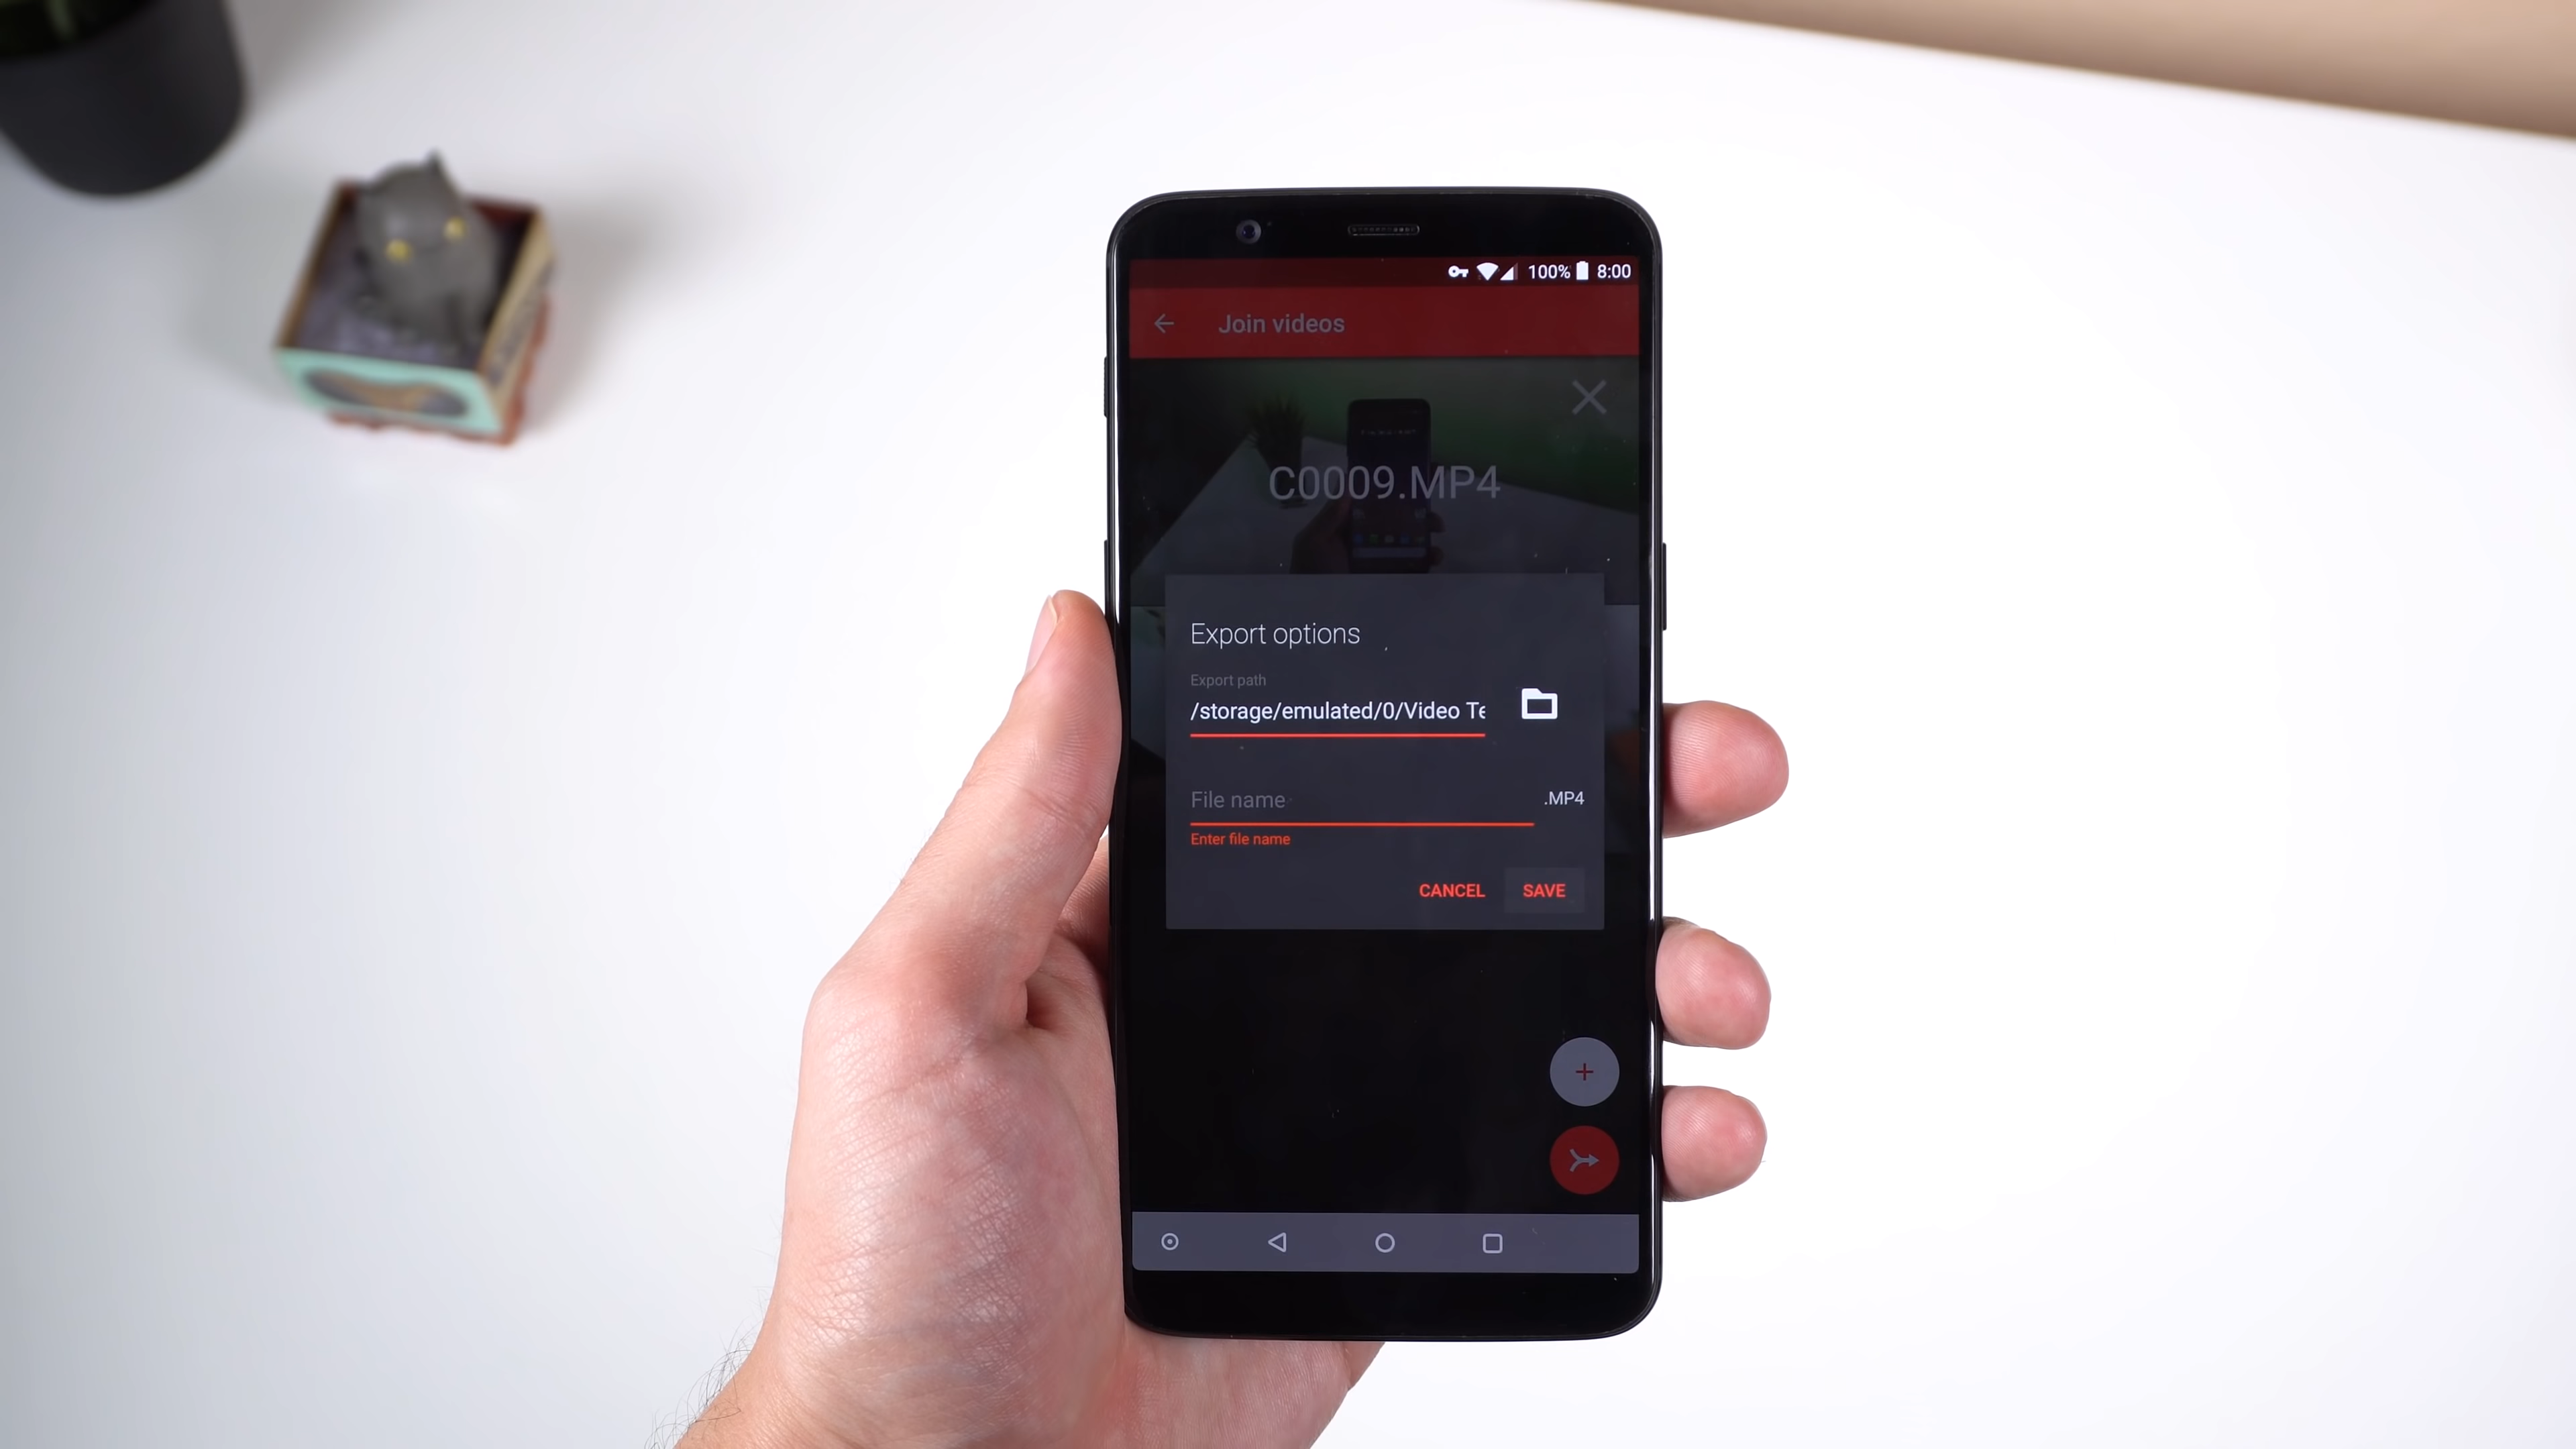 100% 8:00
Join videos
C0009.MP4
Export options
Export path
/storage/emulated/0/Video Te
File name .MP4
Enter file name
CANCEL SAVE